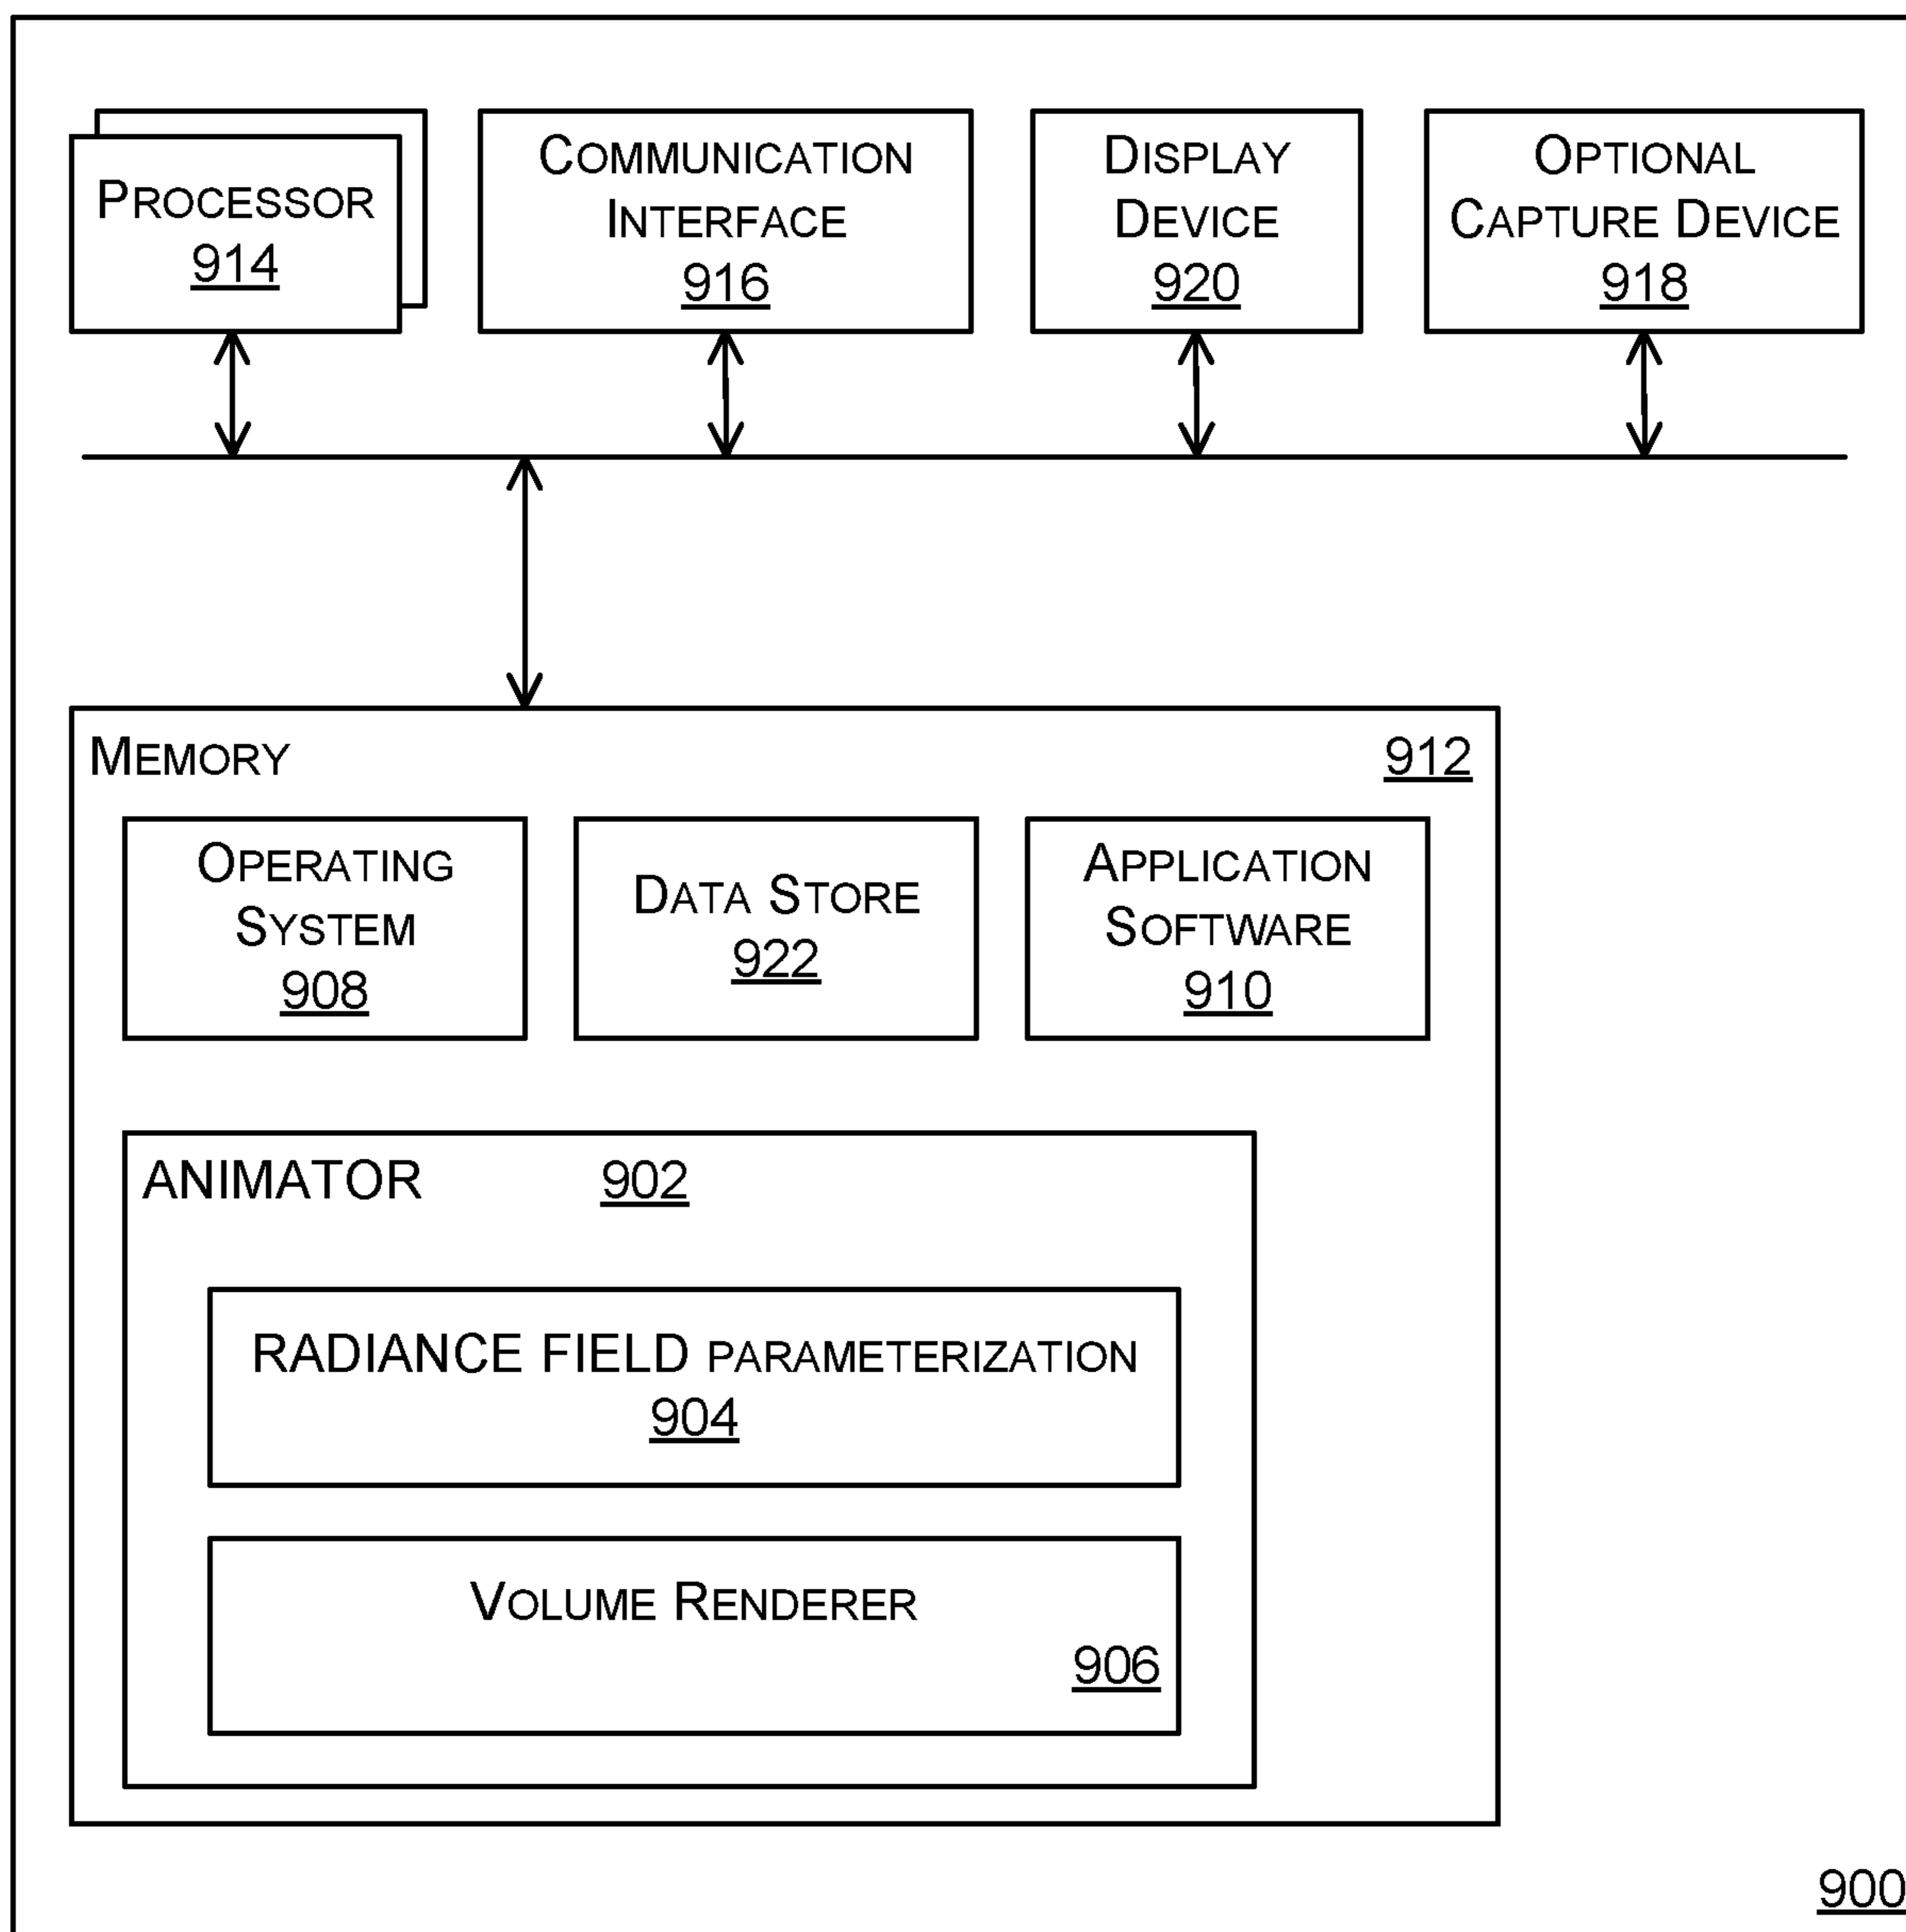 PROCESSOR
914
COMMUNICATION
INTERFACE
916
DISPLAY
DEVICE
920
OPTIONAL
CAPTURE DEVICE
918
MEMORY
912
OPERATING
SYSTEM
908
DATA STORE
922
APPLICATION
SOFTWARE
910
ANIMATOR
902
RADIANCE FIELD PARAMETERIZATION
904
VOLUME RENDERER
906
900